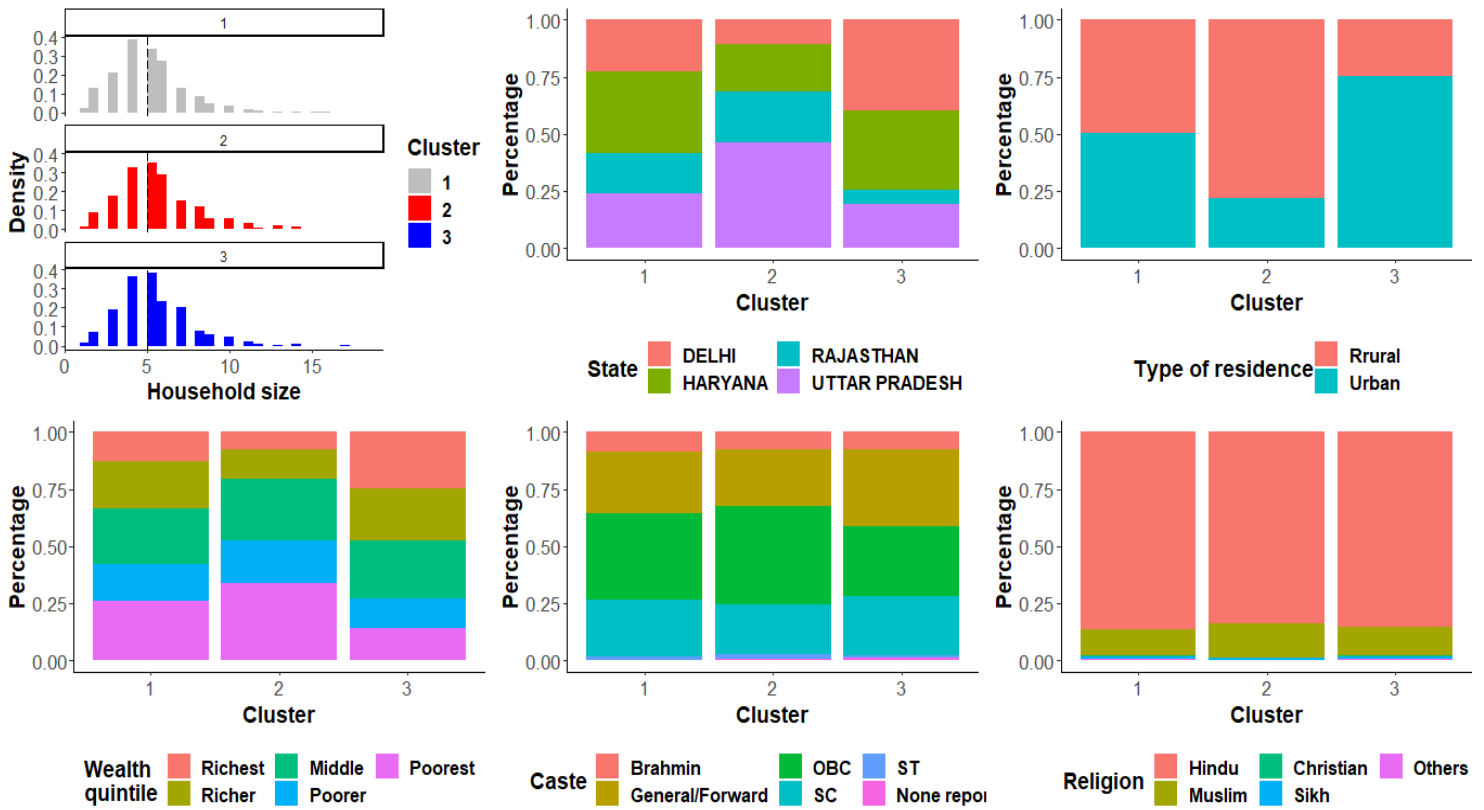 1
0.4
0.3
0.2
0.1
0.0
2
0.4
0.3
0.2
0.1
0.0
3
0.4
0.3
0.2
0.1
0.0
0 5 10 15
Density
Household size
Cluster
1
2
3
1.00
0.75
0.50
0.25
0.00
Percentage
1 2 3
Cluster
State
DELHI RAJASTHAN
HARYANA UTTAR PRADESH
1.00
0.75
0.50
0.25
0.00
Percentage
1 2 3
Cluster
Type of residence
Rrural
Urban
1.00
0.75
0.50
0.25
0.00
Percentage
1 2 3
Cluster
Wealth
quintile
Richest Middle Poorest
Richer Poorer
1.00
0.75
0.50
0.25
0.00
Percentage
1 2 3
Cluster
Caste
Brahmin OBC ST
General/Forward SC None repor
1.00
0.75
0.50
0.25
0.00
Percentage
1 2 3
Cluster
Religion
Hindu Christian Others
Muslim Sikh